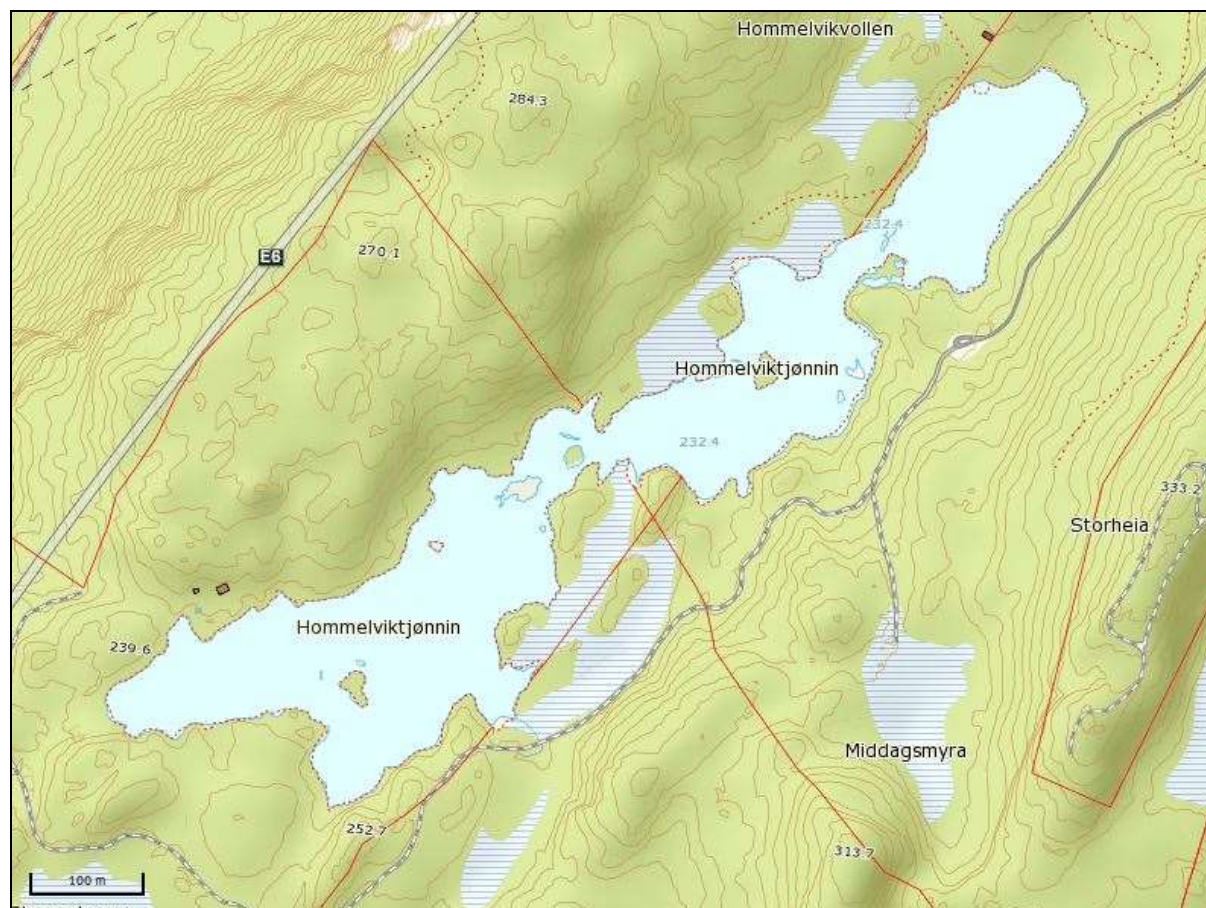 Hommelvikvollen
284.3
232.4
270.1
E6
Hommelviktjønnin
232.4
333.2
Storheia
Hommelviktjønnin
239.6
Middagsmyra
252.7
313.7
100 m